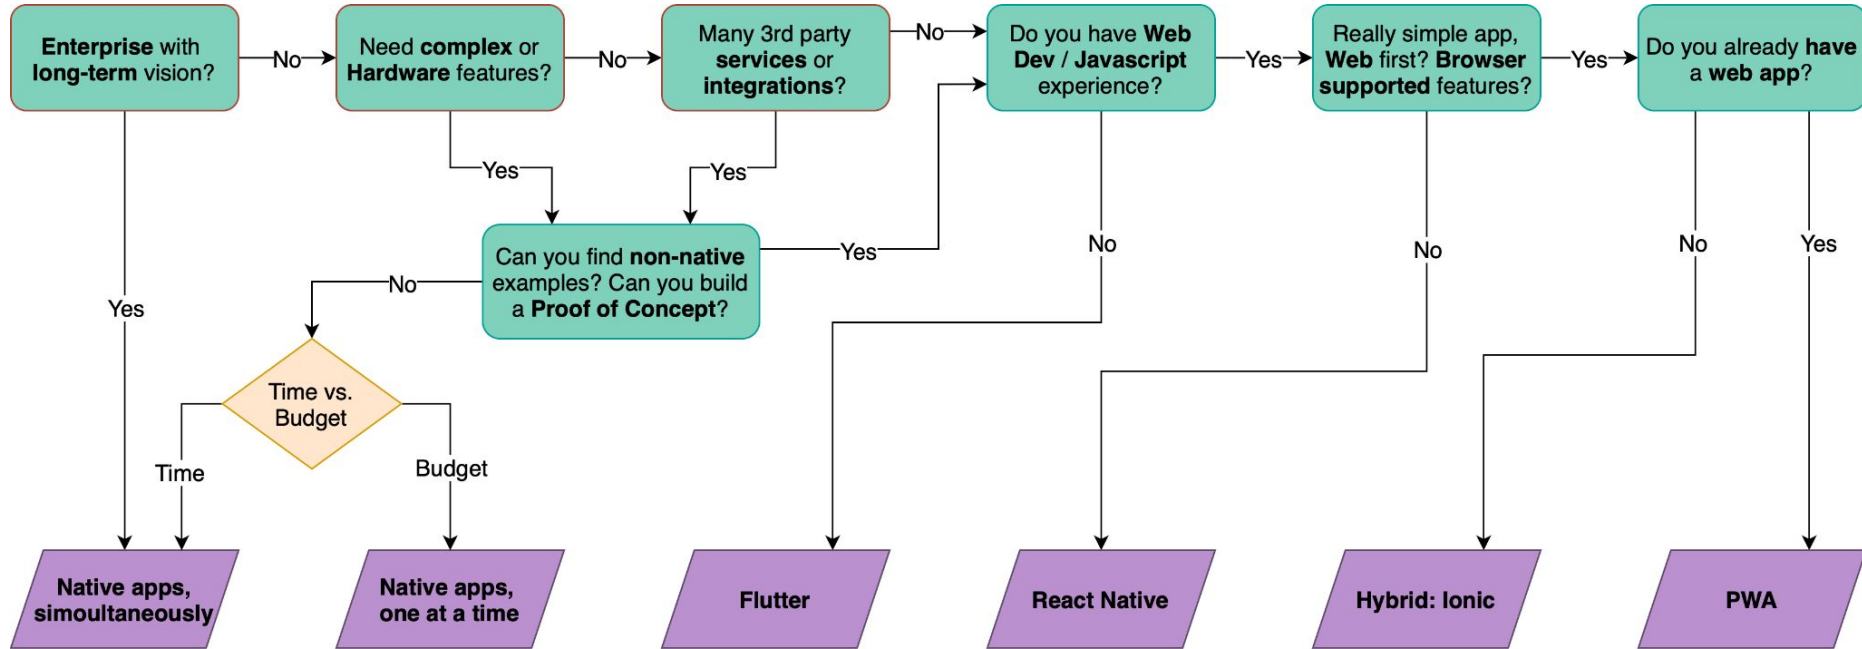 Enterprise with
long-term vision?
No
Need complex or
Hardware features?
No
Many 3rd party
services or
integrations?
No
Do you have Web
Dev / Javascript
experience?
Yes
Really simple app,
Web first? Browser
supported features?
Yes
Do you already have
a web app?
Yes
Yes
Can you find non-native
examples? Can you build
a Proof of Concept?
Yes
No
No
No
No
Yes
Yes
Time vs.
Budget
Time
Budget
Native apps,
simoultaneously
Native apps,
one at a time
Flutter
React Native
Hybrid: Ionic
PWA